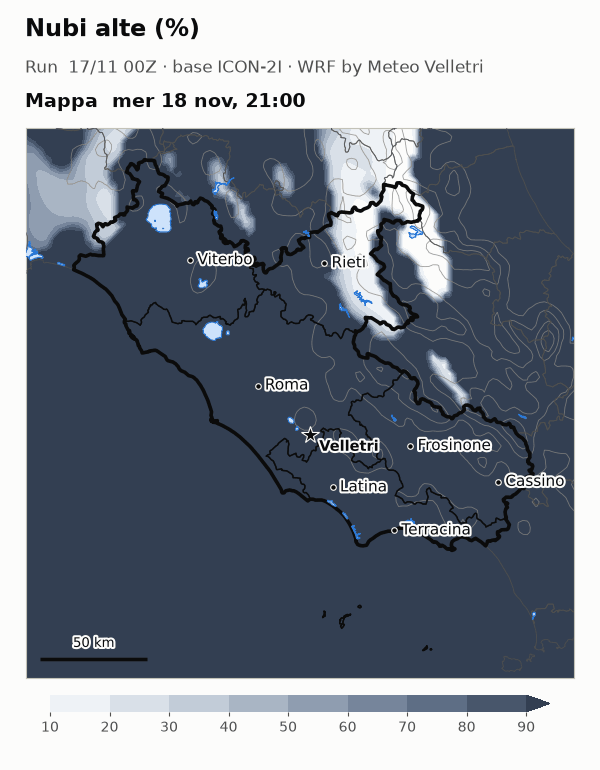 Nubi alte (%)
Run  17/11 00Z · base ICON-2I · WRF by Meteo Velletri
Mappa  mer 18 nov, 21:00
Viterbo
Rieti
Roma
Velletri
Frosinone
Cassino
Latina
Terracina
50 km
10 20 30 40 50 60 70 80 90